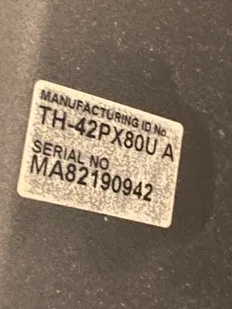 MANUFACTURING ID No.
TH-42PX80U A
SERIAL NO
MA82190942